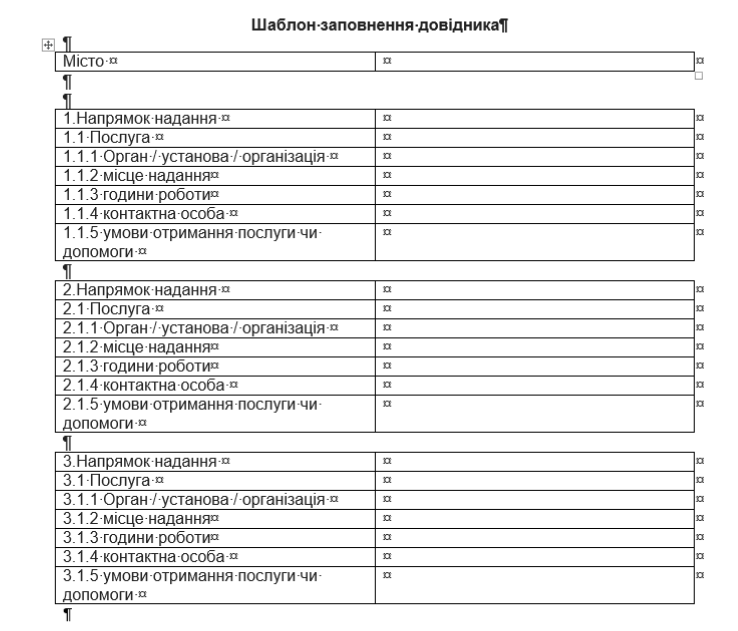 Шаблон заповнення довідника
Місто
1.Напрямок надання
1.1 Послуга
1.1.1 Орган / установа / організація
1.1.2 місце надання
1.1.3 години роботи
1.1.4 контактна особа
1.1.5 умови отримання послуги чи
допомоги
2.Напрямок надання
2.1 Послуга
2.1.1 Орган / установа / організація
2.1.2 місце надання
2.1.3 години роботи
2.1.4 контактна особа
2.1.5 умови отримання послуги чи
допомоги
3.Напрямок надання
3.1 Послуга
3.1.1 Орган / установа / організація
3.1.2 місце надання
3.1.3 години роботи
3.1.4 контактна особа
3.1.5 умови отримання послуги чи
допомоги